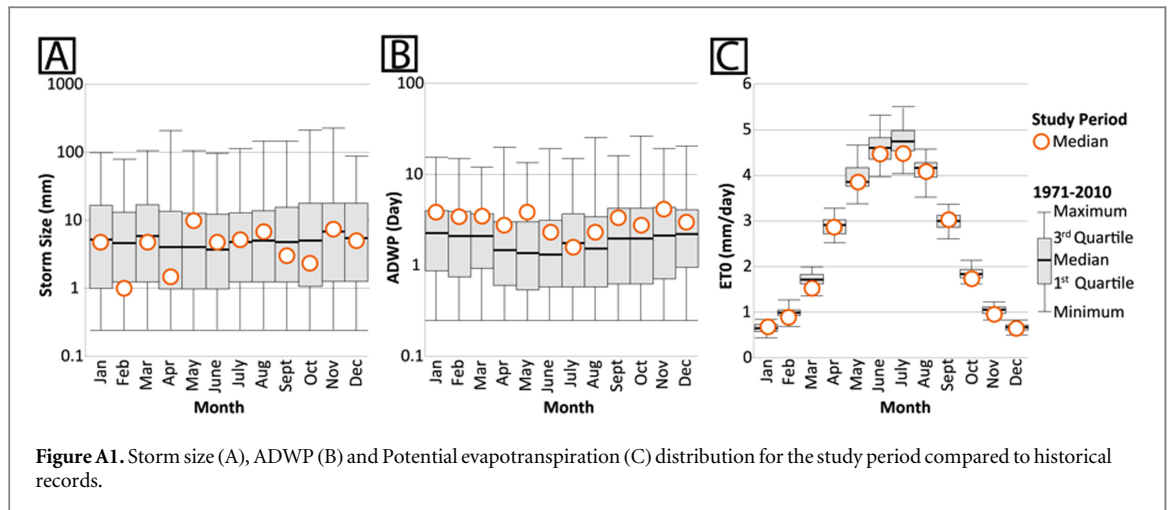 A
B
C
1000
100
10
1
0.1
Storm Size (mm)
Jan
Feb
Mar
Apr
May
June
July
Aug
Sept
Oct
Nov
Dec
Month
100
10
1
0.1
ADWP (Day)
Jan
Feb
Mar
Apr
May
June
July
Aug
Sept
Oct
Nov
Dec
Month
6
5
4
3
2
1
0
ET0 (mm/day)
Jan
Feb
Mar
Apr
May
June
July
Aug
Sept
Oct
Nov
Dec
Month
Study Period
Median
1971-2010
Maximum
3rd Quartile
Median
1st Quartile
Minimum
Figure A1. Storm size (A), ADWP (B) and Potential evapotranspiration (C) distribution for the study period compared to historical
records.